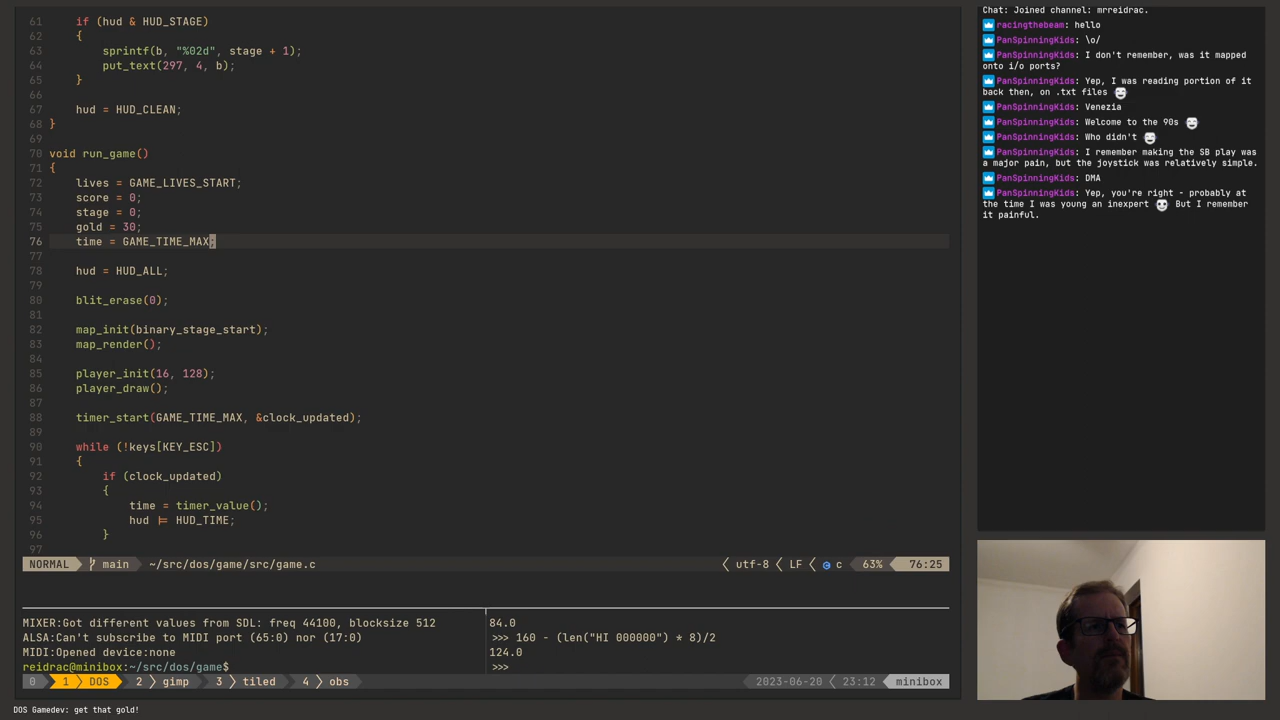 61    if (hud & HUD_STAGE)
62    {
63        sprintf(b, "%02d", stage + 1);
64        put_text(297, 4, b);
65    }
66
67    hud = HUD_CLEAN;
68 }
69
70 void run_game()
71 {
72    lives = GAME_LIVES_START;
73    score = 0;
74    stage = 0;
75    gold = 30;
76    time = GAME_TIME_MAX;
77
78    hud = HUD_ALL;
79
80    blit_erase(0);
81
82    map_init(binary_stage_start);
83    map_render();
84
85    player_init(16, 128);
86    player_draw();
87
88    timer_start(GAME_TIME_MAX, &clock_updated);
89
90    while (!keys[KEY_ESC])
91    {
92        if (clock_updated)
93        {
94            time = timer_value();
95            hud |= HUD_TIME;
96        }
97
NORMAL main ~/src/dos/game/src/game.c utf-8 LF c 63% 76:25
MIXER:Got different values from SDL: freq 44100, blocksize 512
ALSA:Can't subscribe to MIDI port (65:0) nor (17:0)
MIDI:Opened device:none
reidrac@minibox:~/src/dos/game$
84.0
>>> 160 - (len("HI 000000") * 8)/2
124.0
>>>
0 1 DOS 2 gimp 3 tiled 4 obs 2023-06-20 23:12 minibox
DOS Gamedev: get that gold!
Chat: Joined channel: mrreidrac.
racingthebeam: hello
PanSpinningKids: \o/
PanSpinningKids: I don't remember, was it mapped
onto i/o ports?
PanSpinningKids: Yep, I was reading portion of it
back then, on .txt files
PanSpinningKids: Venezia
PanSpinningKids: Welcome to the 90s
PanSpinningKids: Who didn't
PanSpinningKids: I remember making the SB play was
a major pain, but the joystick was relatively simple.
PanSpinningKids: DMA
PanSpinningKids: Yep, you're right - probably at
the time I was young an inexpert But I remember
it painful.